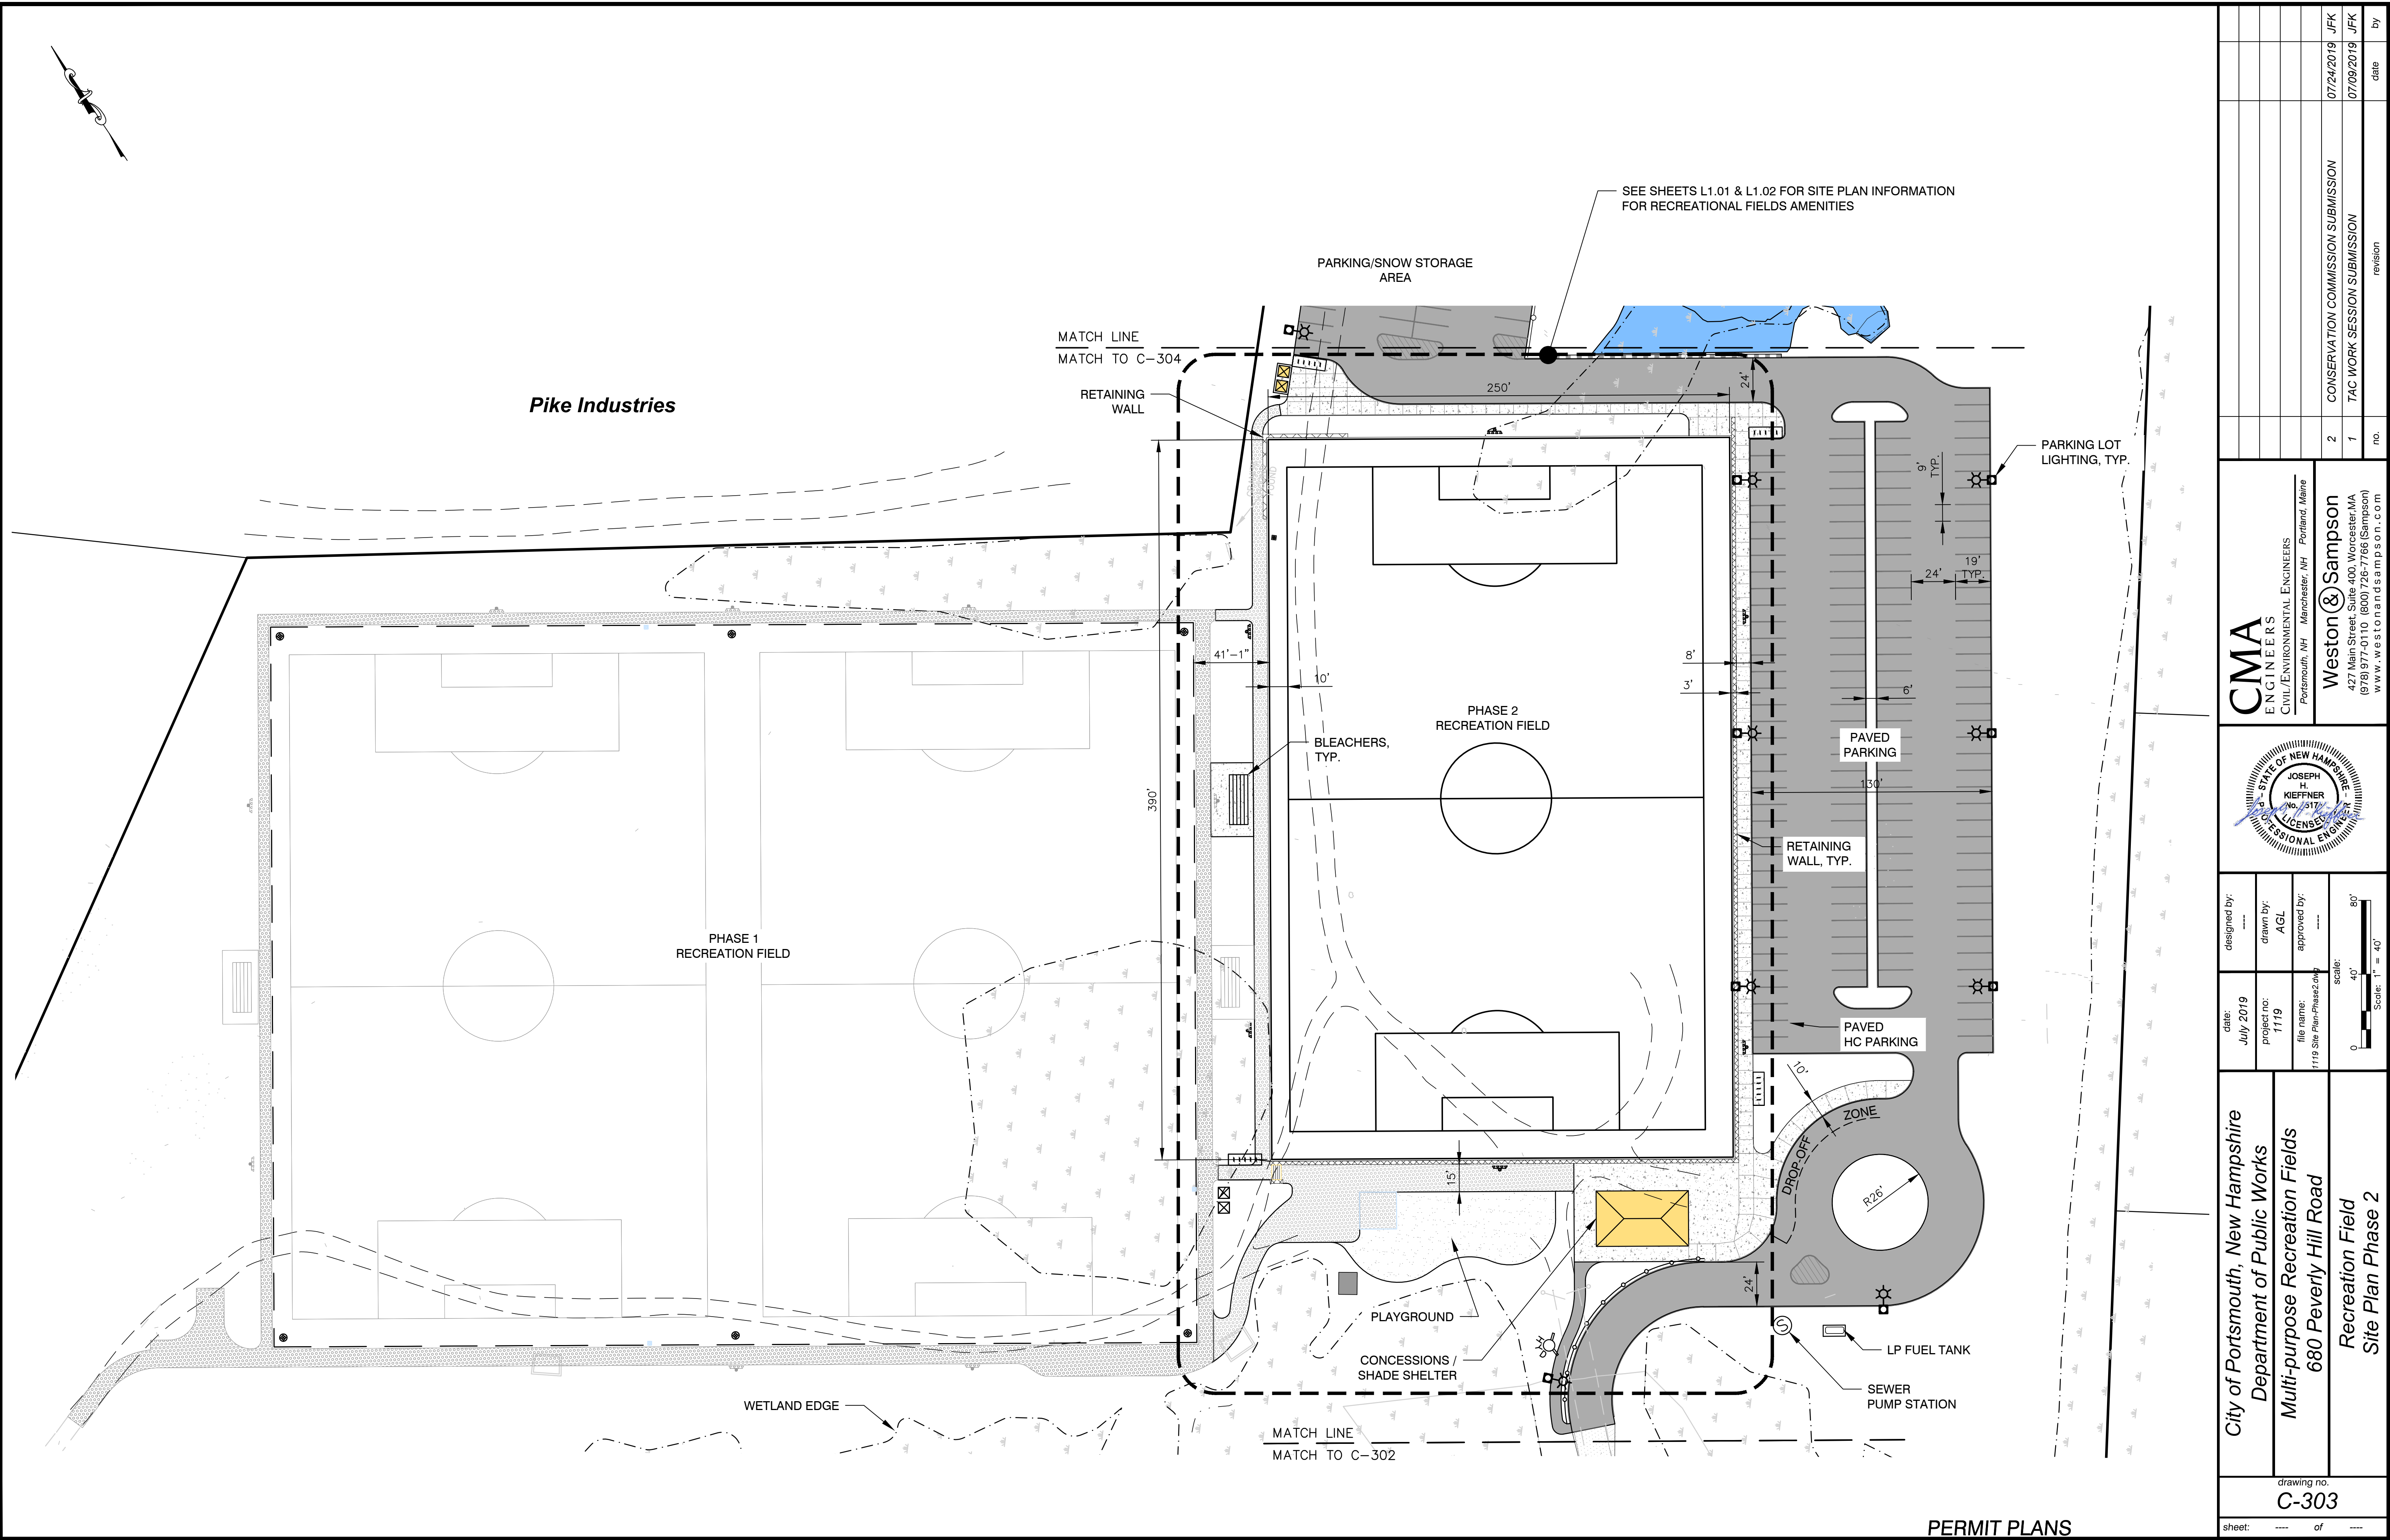 SEE SHEETS L1.01 & L1.02 FOR SITE PLAN INFORMATION
FOR RECREATIONAL FIELDS AMENITIES
PARKING/SNOW STORAGE
AREA
MATCH LINE
MATCH TO C-304
Pike Industries
RETAINING
WALL
250'
24'
PARKING LOT
LIGHTING, TYP.
9'
TYP.
24'
19'
TYP.
41'-1"
10'
8'
3'
6'
PHASE 2
RECREATION FIELD
BLEACHERS,
TYP.
PAVED
PARKING
130'
390'
RETAINING
WALL, TYP.
PHASE 1
RECREATION FIELD
PAVED
HC PARKING
10'
DROP-OFF
ZONE
15'
R26'
24'
S
PLAYGROUND
CONCESSIONS /
SHADE SHELTER
LP FUEL TANK
SEWER
PUMP STATION
WETLAND EDGE
MATCH LINE
MATCH TO C-302
PERMIT PLANS
2 CONSERVATION COMMISSION SUBMISSION 07/24/2019 JFK
1 TAC WORK SESSION SUBMISSION 07/09/2019 JFK
no. revision date by
CMA
ENGINEERS
CIVIL/ENVIRONMENTAL ENGINEERS
Portsmouth, NH Manchester, NH Portland, Maine
Weston & Sampson
427 Main Street, Suite 400, Worcester, MA
(978) 977-0110 (800) 726-7766 (Sampson)
www.westonandsampson.com
STATE OF NEW HAMPSHIRE
JOSEPH
H.
KIEFFNER
No.
LICENSED
PROFESSIONAL ENGINEER
designed by:
----
drawn by:
AGL
approved by:
----
date:
July 2019
project no:
1119
file name:
1119 Site Plan-Phase2.dwg
scale:
0 40' 80'
Scale: 1" = 40'
City of Portsmouth, New Hampshire
Department of Public Works
Multi-purpose Recreation Fields
680 Peverly Hill Road
Recreation Field
Site Plan Phase 2
drawing no.
C-303
sheet: ---- of ----